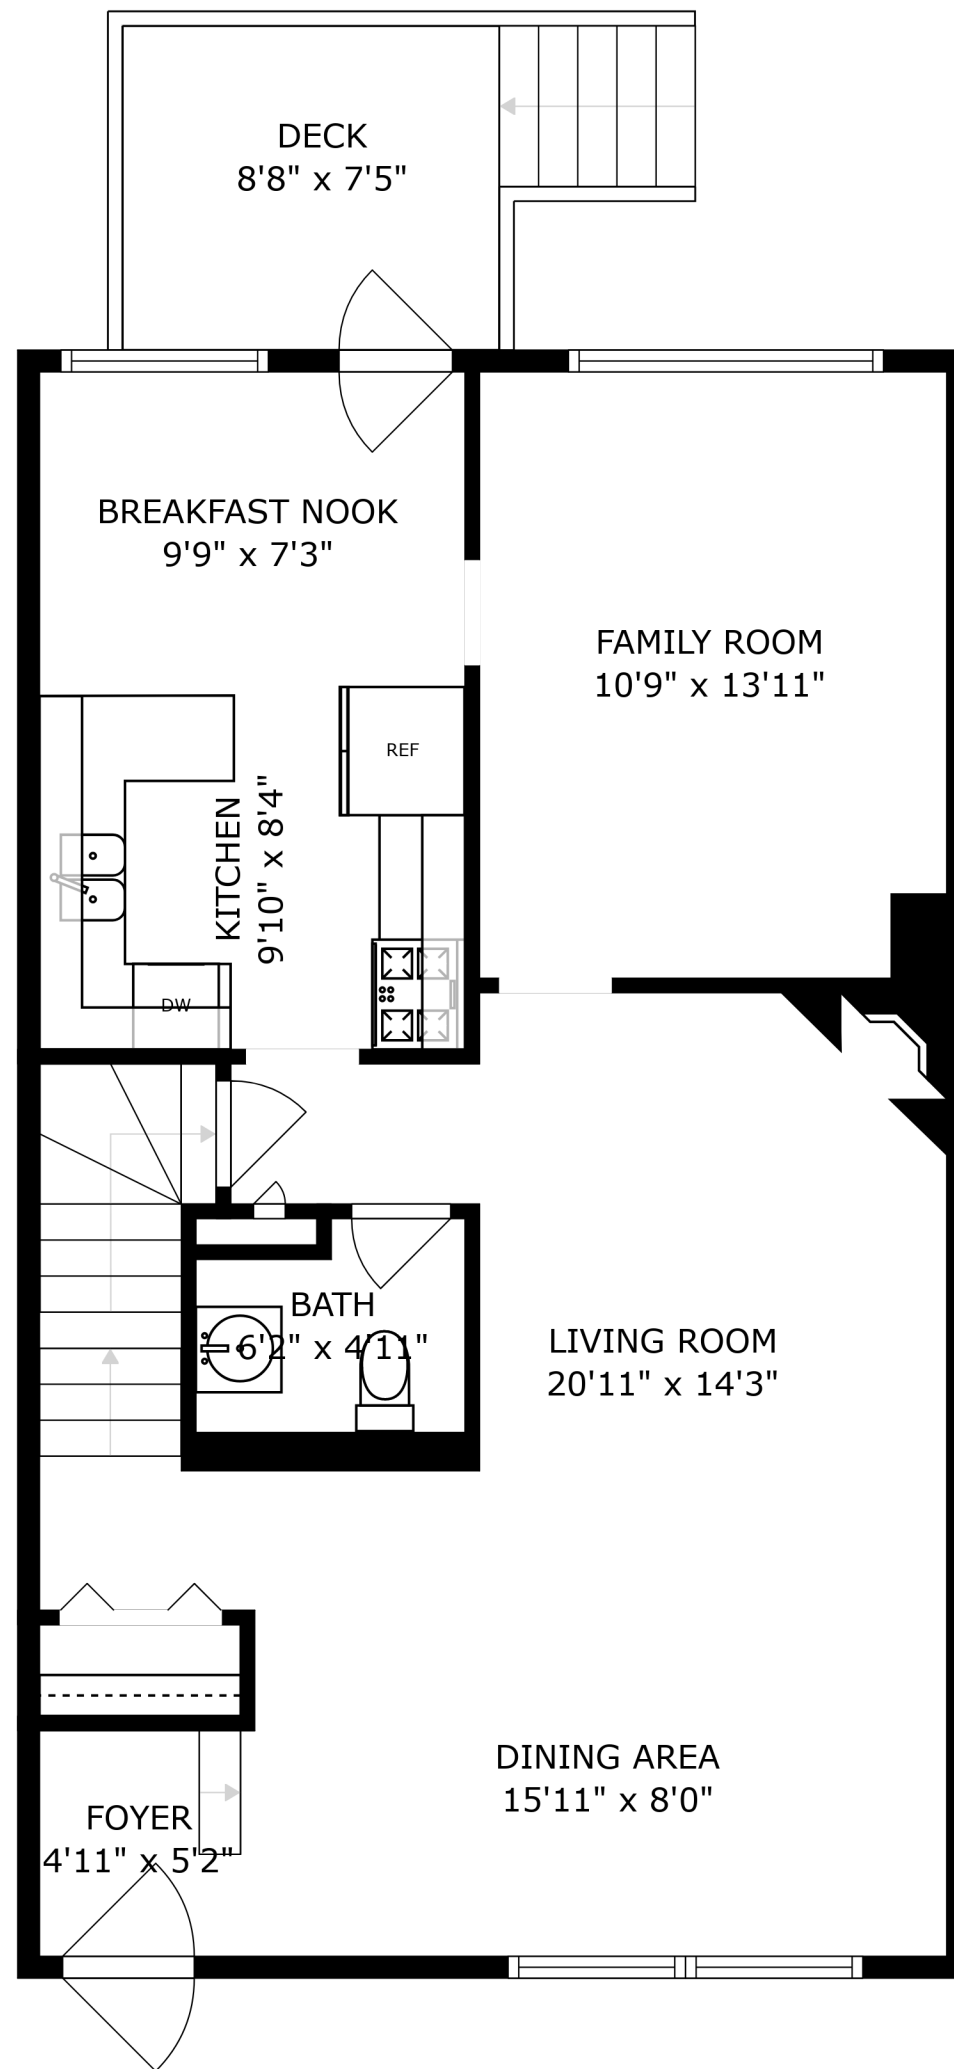 DECK
8'8" x 7'5"
BREAKFAST NOOK
9'9" x 7'3"
FAMILY ROOM
10'9" x 13'11"
REF
KITCHEN
9'10" x 8'4"
DW
BATH
6'2" x 4'11"
LIVING ROOM
20'11" x 14'3"
DINING AREA
15'11" x 8'0"
FOYER
4'11" x 5'2"